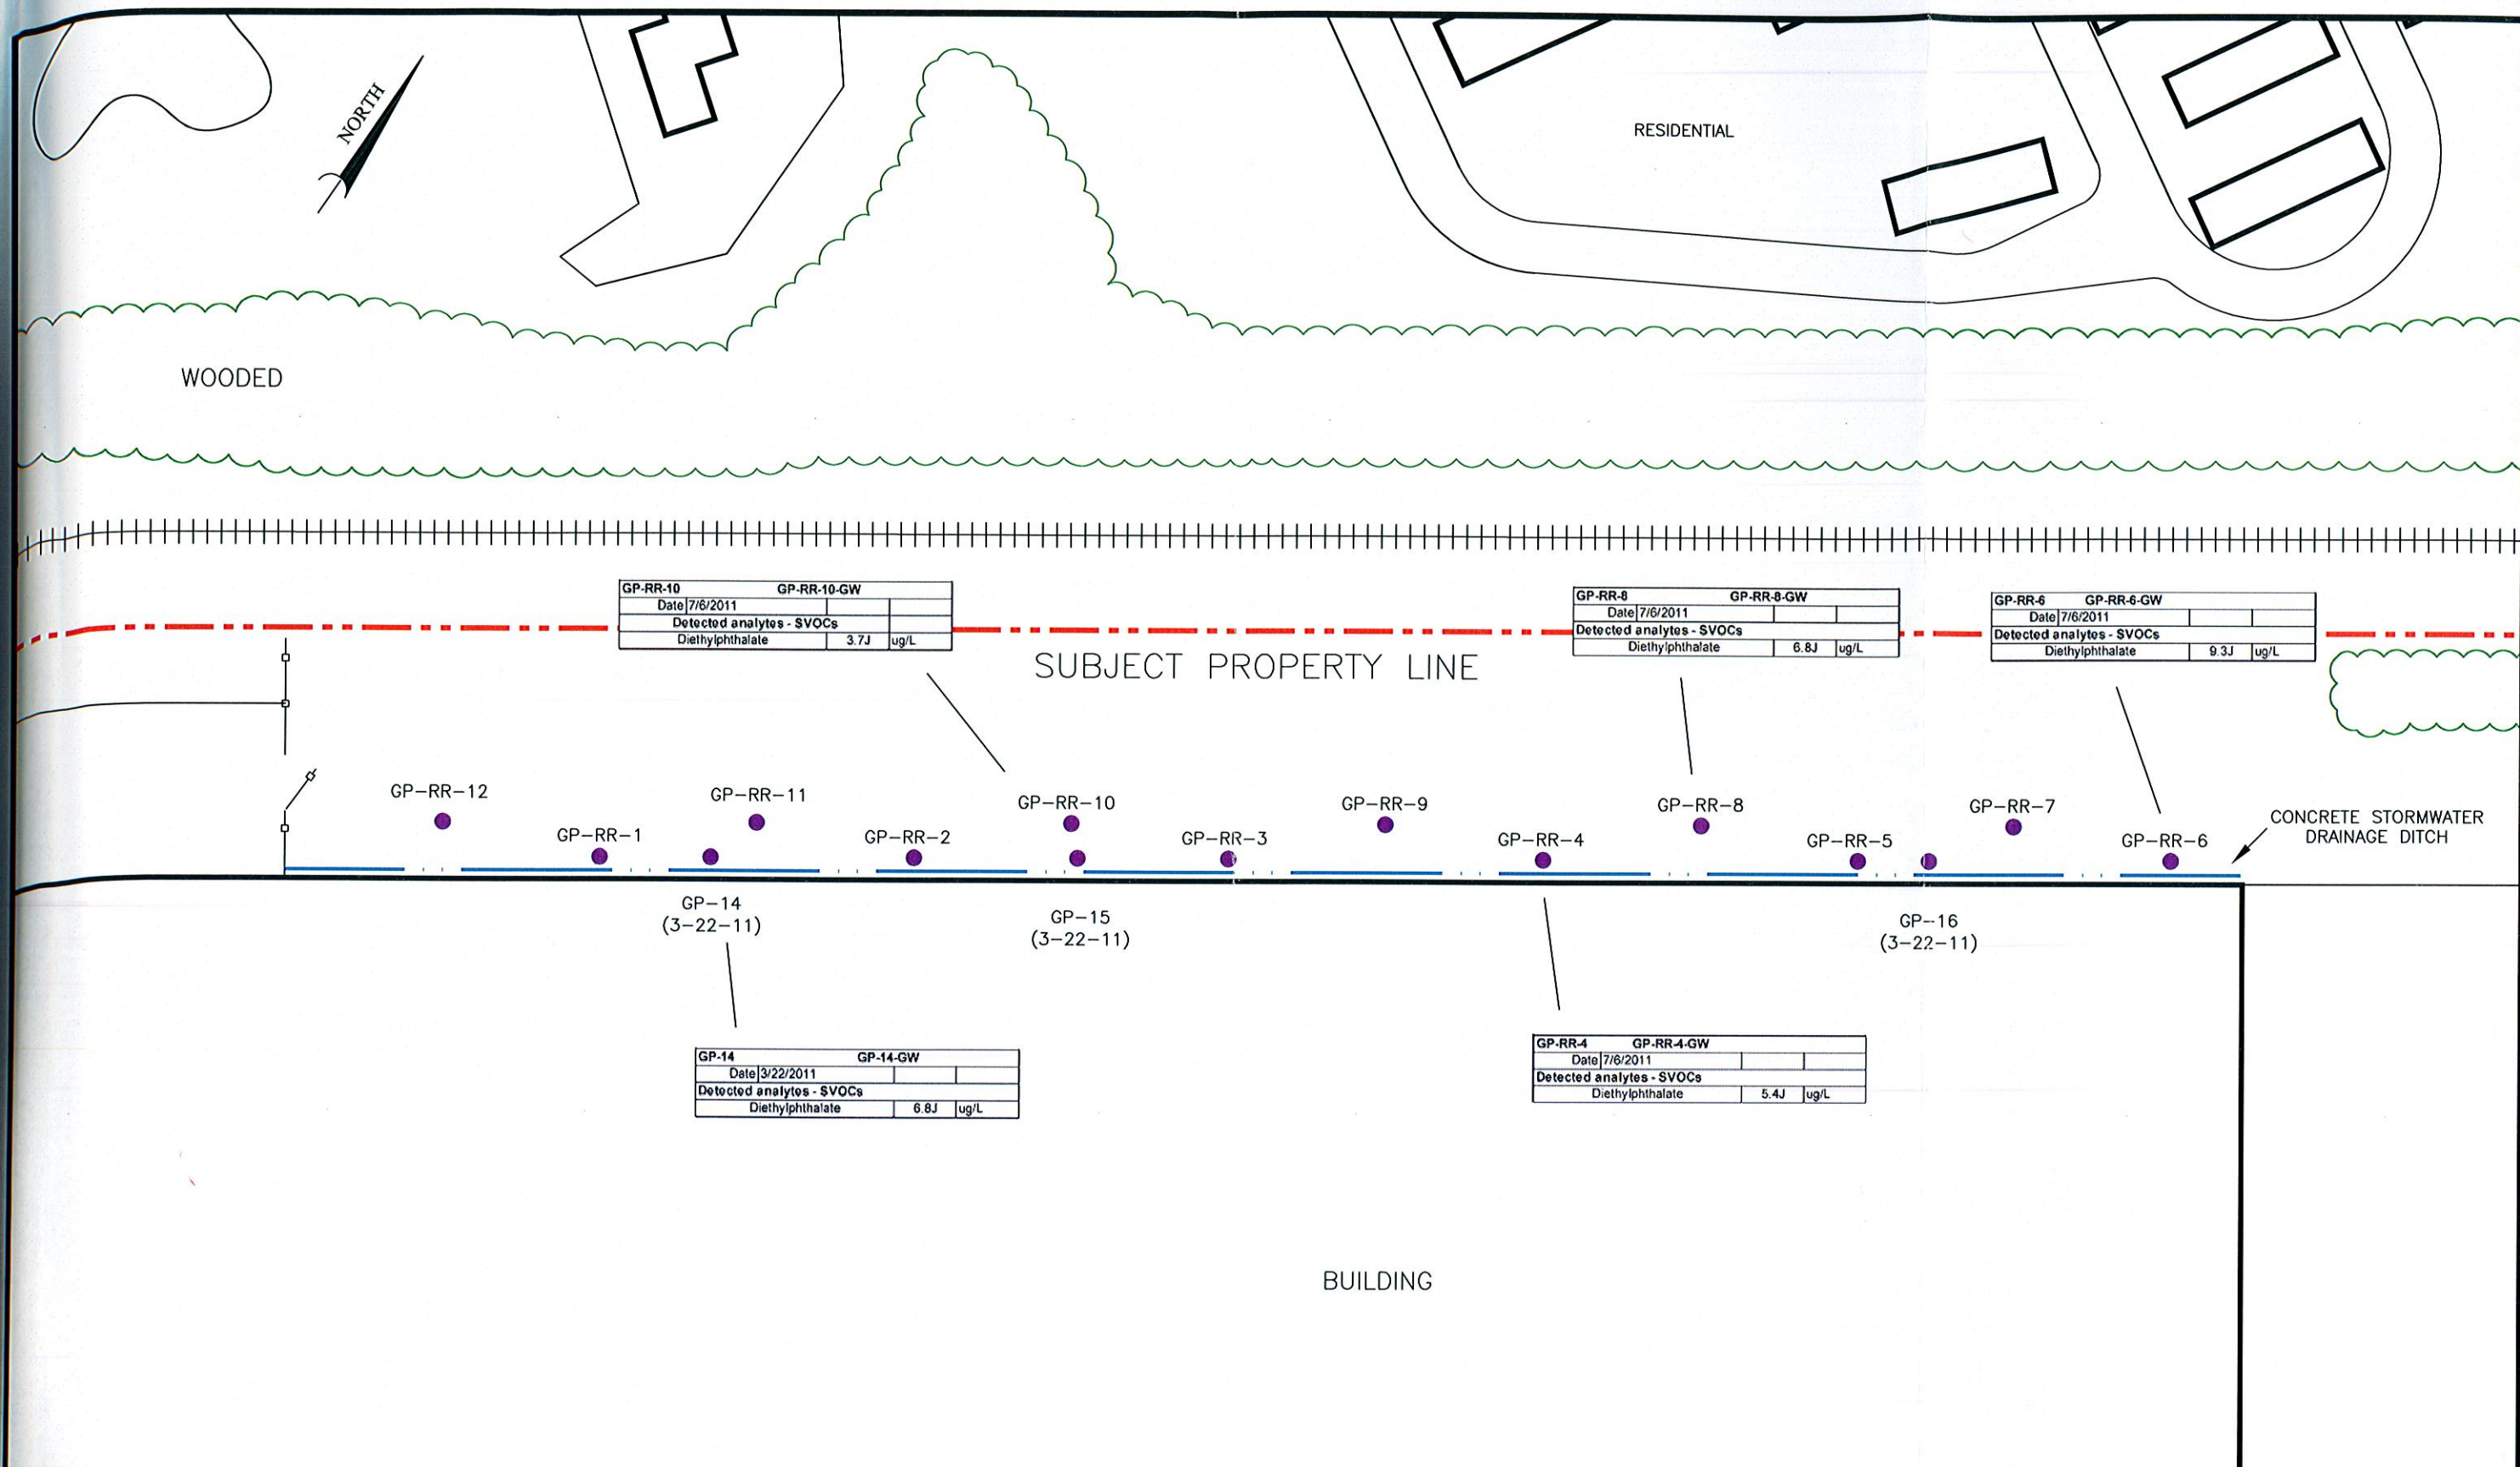 NORTH
RESIDENTIAL
WOODED
GP-RR-10 GP-RR-10-GW
Date 7/6/2011
Detected analytes - SVOCs
Diethylphthalate 3.7J ug/L
GP-RR-8 GP-RR-8-GW
Date 7/6/2011
Detected analytes - SVOCs
Diethylphthalate 6.8J ug/L
GP-RR-6 GP-RR-6-GW
Date 7/6/2011
Detected analytes - SVOCs
Diethylphthalate 9.3J ug/L
SUBJECT PROPERTY LINE
GP-RR-12
GP-RR-11
GP-RR-10
GP-RR-9
GP-RR-8
GP-RR-7
GP-RR-1
GP-RR-2
GP-RR-3
GP-RR-4
GP-RR-5
GP-RR-6
CONCRETE STORMWATER
DRAINAGE DITCH
GP-14
(3-22-11)
GP-15
(3-22-11)
GP-16
(3-22-11)
GP-14 GP-14-GW
Date 3/22/2011
Detected analytes - SVOCs
Diethylphthalate 6.8J ug/L
GP-RR-4 GP-RR-4-GW
Date 7/6/2011
Detected analytes - SVOCs
Diethylphthalate 5.4J ug/L
BUILDING